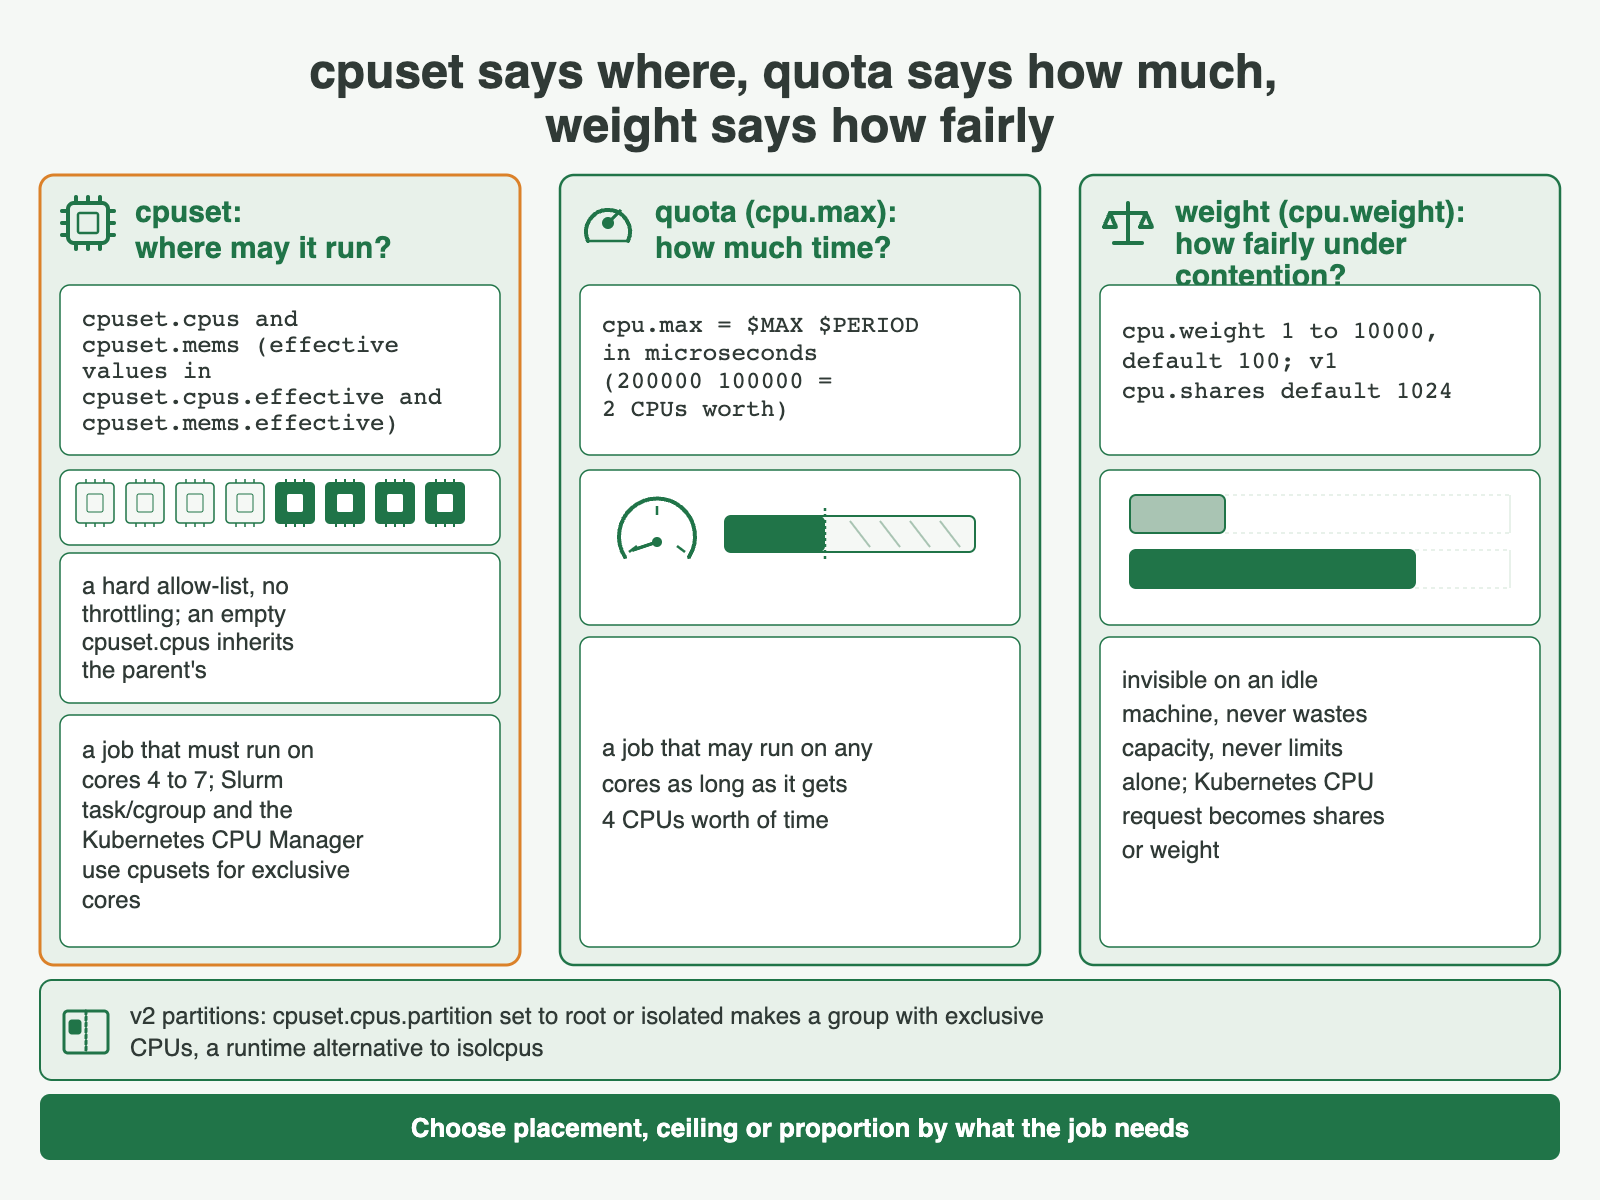 cpuset says where, quota says how much,
weight says how fairly
cpuset:
where may it run?
cpuset.cpus and
cpuset.mems (effective
values in
cpuset.cpus.effective and
cpuset.mems.effective)
a hard allow-list, no
throttling; an empty
cpuset.cpus inherits
the parent's
a job that must run on
cores 4 to 7; Slurm
task/cgroup and the
Kubernetes CPU Manager
use cpusets for exclusive
cores
quota (cpu.max):
how much time?
cpu.max = $MAX $PERIOD
in microseconds
(200000 100000 =
2 CPUs worth)
a job that may run on any
cores as long as it gets
4 CPUs worth of time
weight (cpu.weight):
how fairly under
contention?
cpu.weight 1 to 10000,
default 100; v1
cpu.shares default 1024
invisible on an idle
machine, never wastes
capacity, never limits
alone; Kubernetes CPU
request becomes shares
or weight
v2 partitions: cpuset.cpus.partition set to root or isolated makes a group with exclusive
CPUs, a runtime alternative to isolcpus
Choose placement, ceiling or proportion by what the job needs